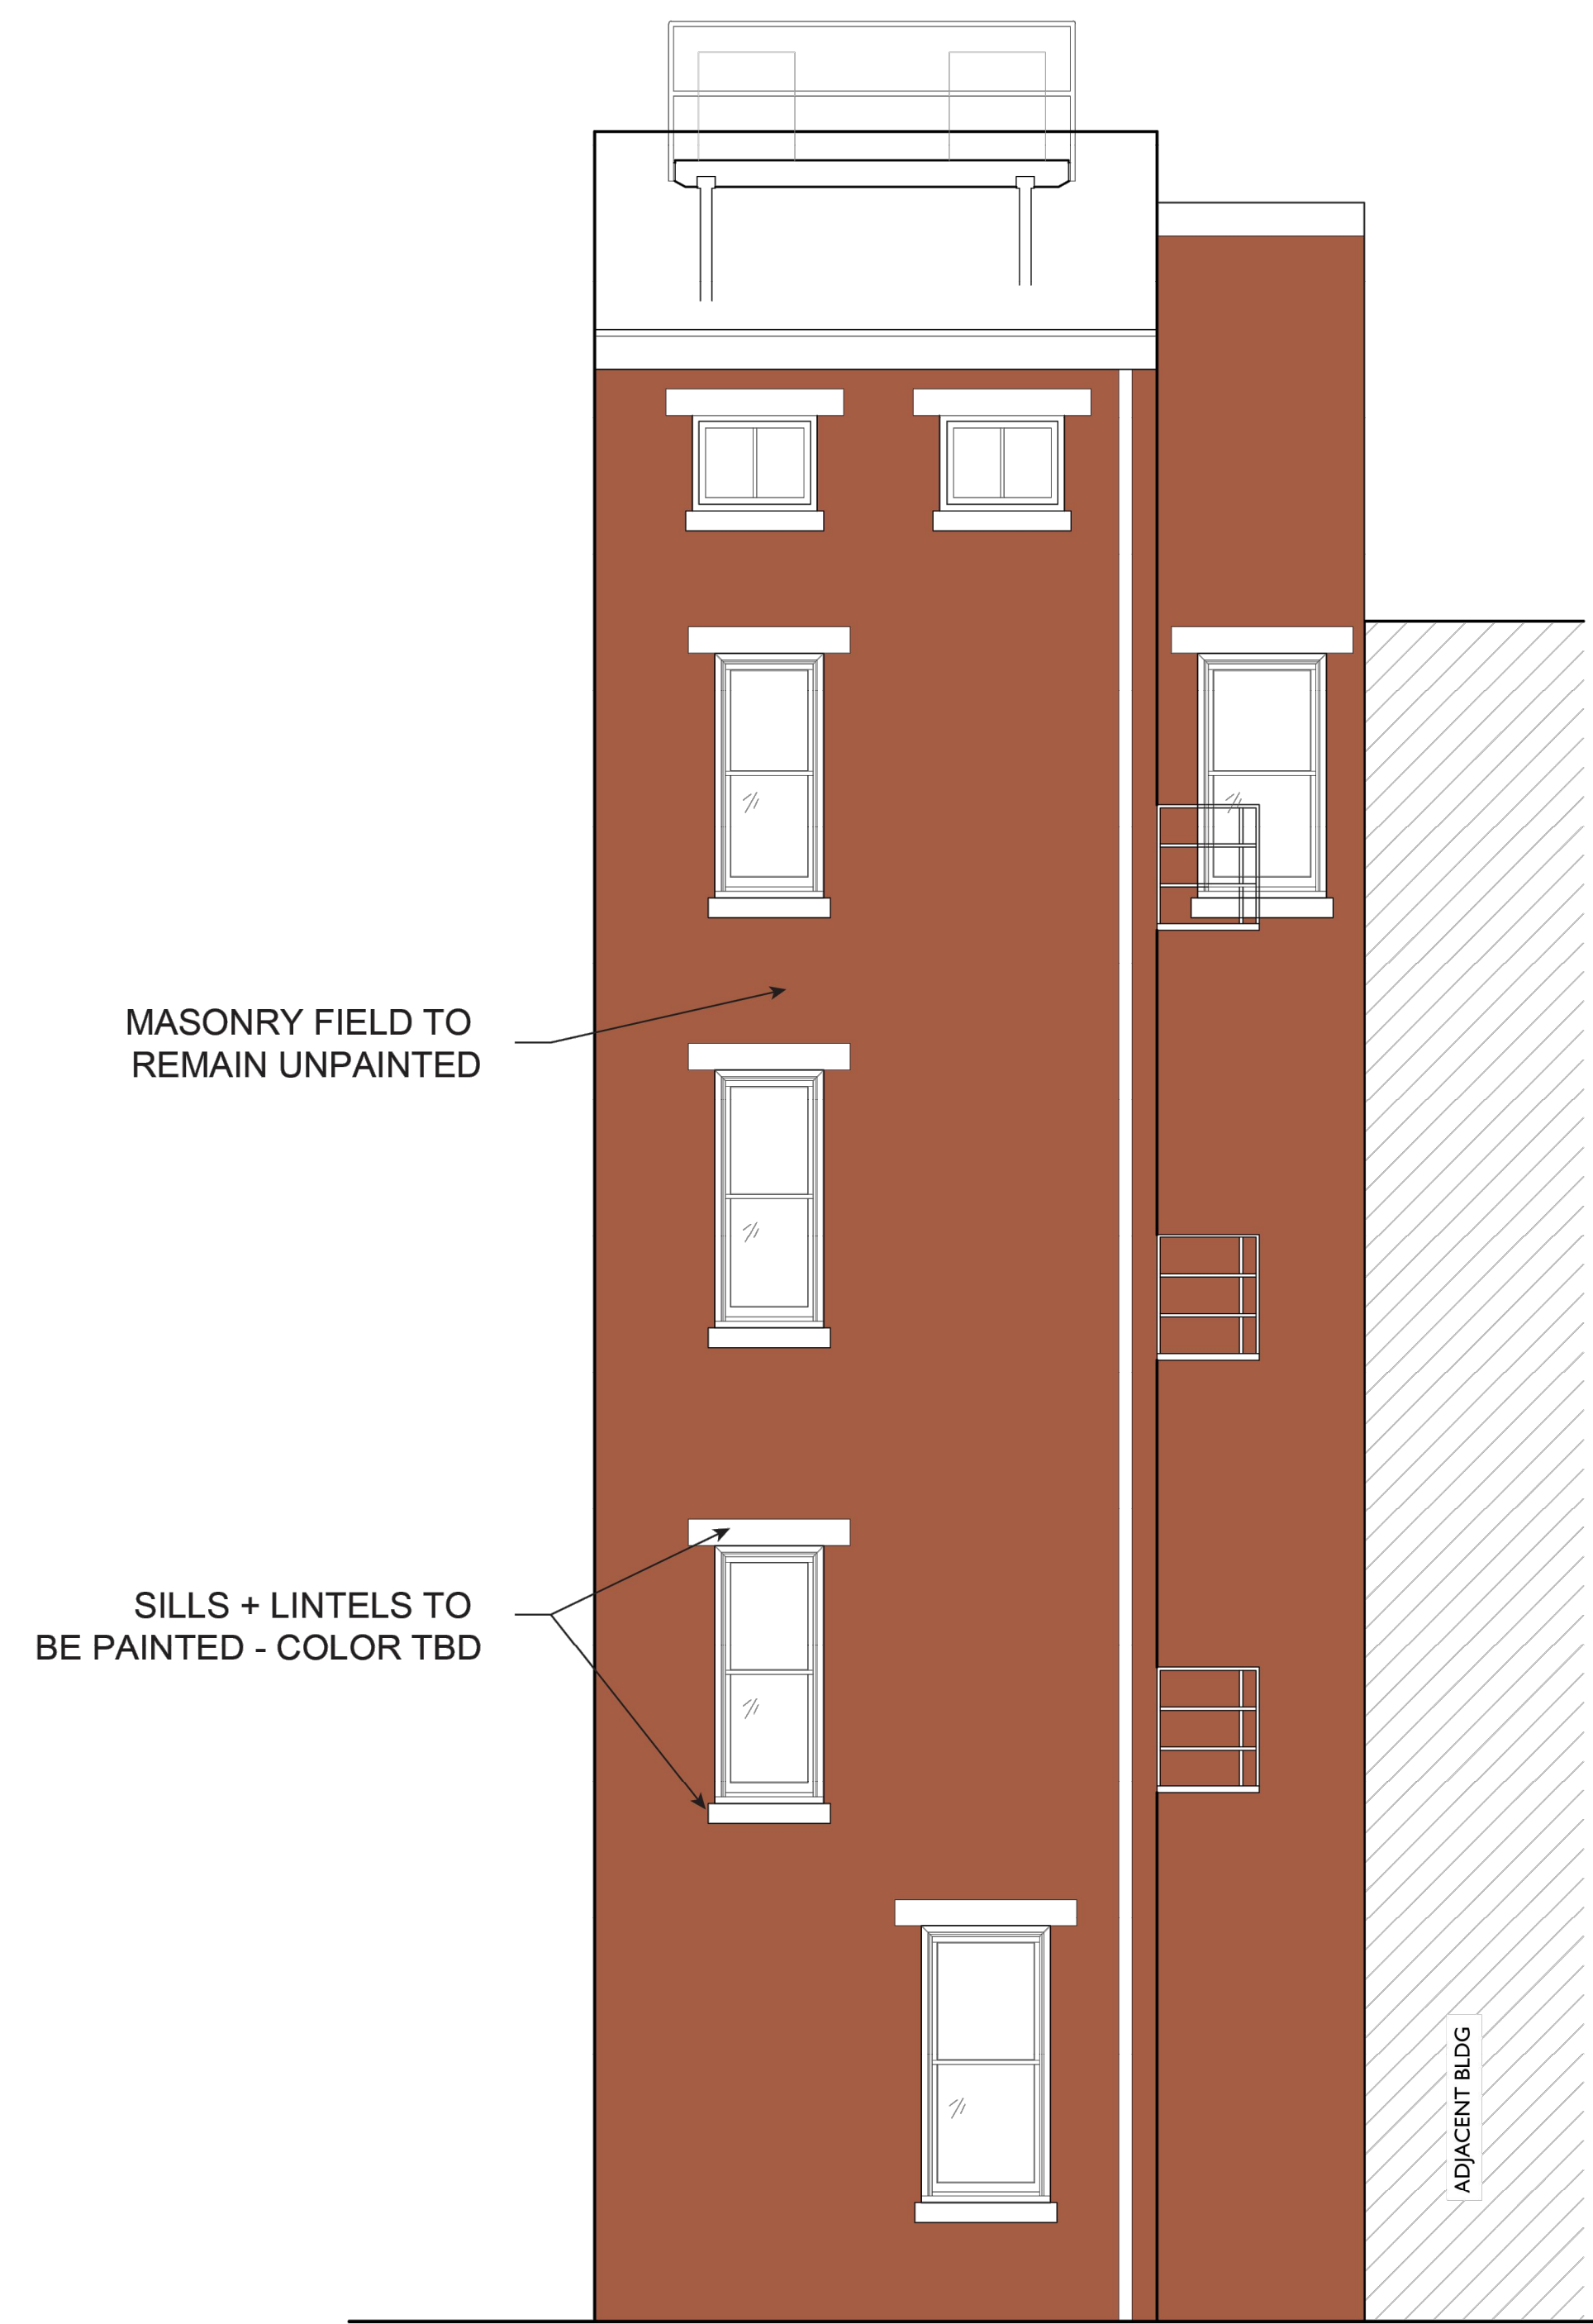 MASONRY FIELD TO
REMAIN UNPAINTED
SILLS + LINTELS TO
BE PAINTED - COLOR TBD
ADJACENT BLDG